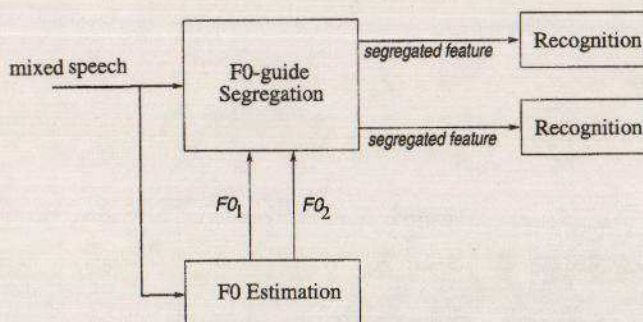 mixed speech
F0-guide
Segregation
segregated feature
Recognition
segregated feature
Recognition
F0₁
F0₂
F0 Estimation